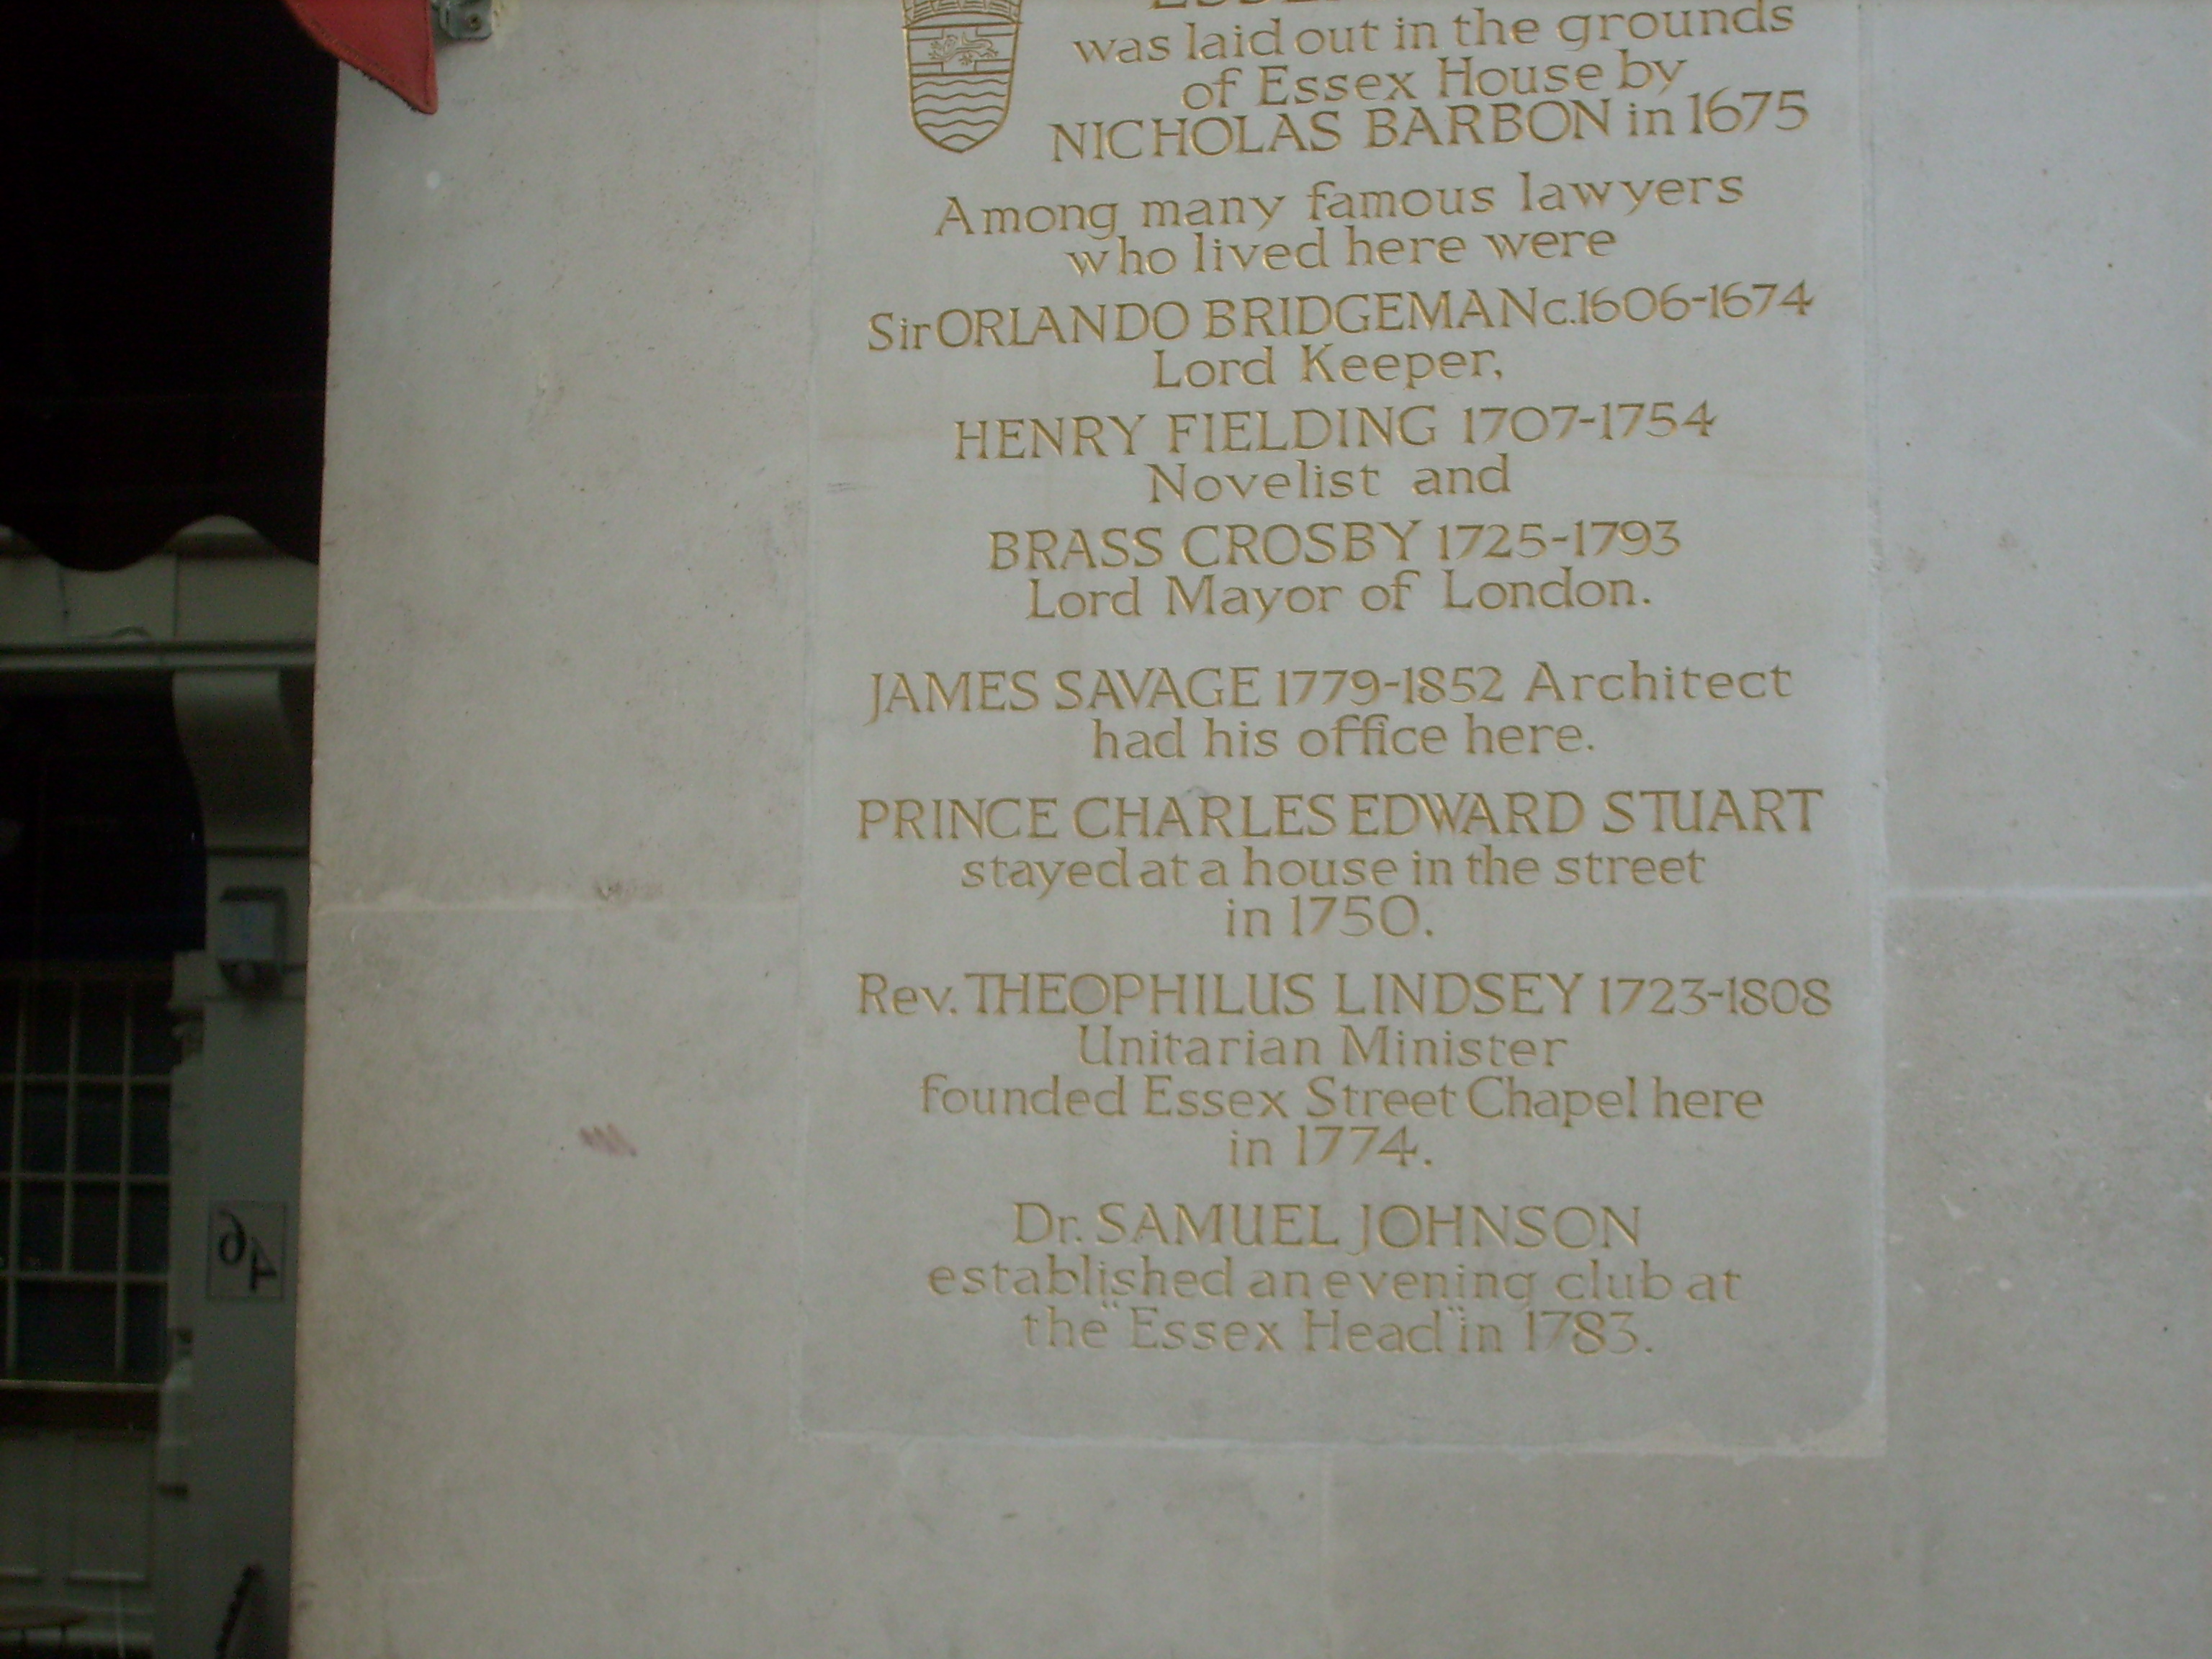 was laid out in the grounds
of Essex House by
NICHOLAS BARBON in 1675
Among many famous lawyers
who lived here were
Sir ORLANDO BRIDGEMAN c.1606-1674
Lord Keeper,
HENRY FIELDING 1707-1754
Novelist and
BRASS CROSBY 1725-1793
Lord Mayor of London.
JAMES SAVAGE 1779-1852 Architect
had his office here.
PRINCE CHARLES EDWARD STUART
stayed at a house in the street
in 1750.
Rev. THEOPHILUS LINDSEY 1723-1808
Unitarian Minister
founded Essex Street Chapel here
in 1774.
Dr. SAMUEL JOHNSON
established an evening club at
the "Essex Head" in 1783.
46